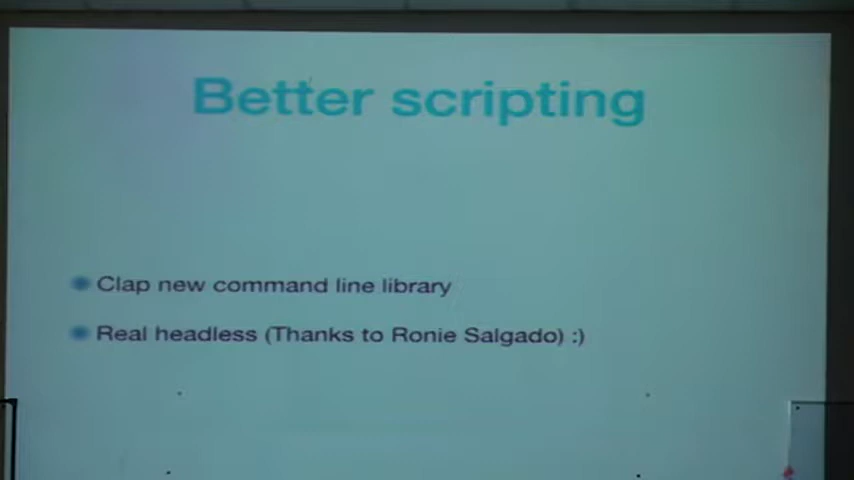 Better scripting
Clap new command line library
Real headless (Thanks to Ronie Salgado) :)